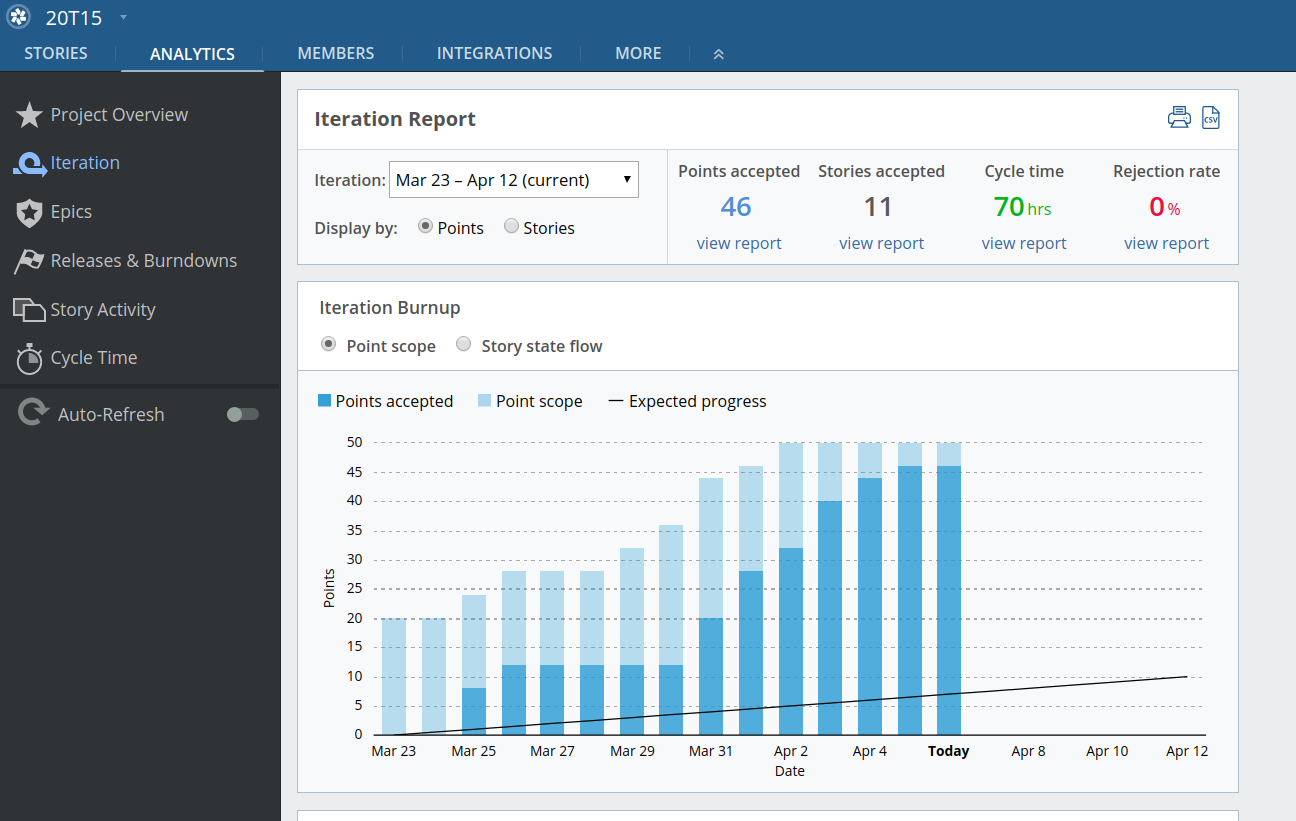 20T15
STORIES ANALYTICS MEMBERS INTEGRATIONS MORE
Project Overview
Iteration
Epics
Releases & Burndowns
Story Activity
Cycle Time
Auto-Refresh
Iteration Report
CSV
Iteration: Mar 23 – Apr 12 (current)
Display by: Points Stories
Points accepted Stories accepted Cycle time Rejection rate
46 11 70 hrs 0 %
view report view report view report view report
Iteration Burnup
Point scope Story state flow
Points accepted Point scope Expected progress
50
45
40
35
30
25
20
15
10
5
0
Points
Mar 23 Mar 25 Mar 27 Mar 29 Mar 31 Apr 2 Apr 4 Today Apr 8 Apr 10 Apr 12
Date